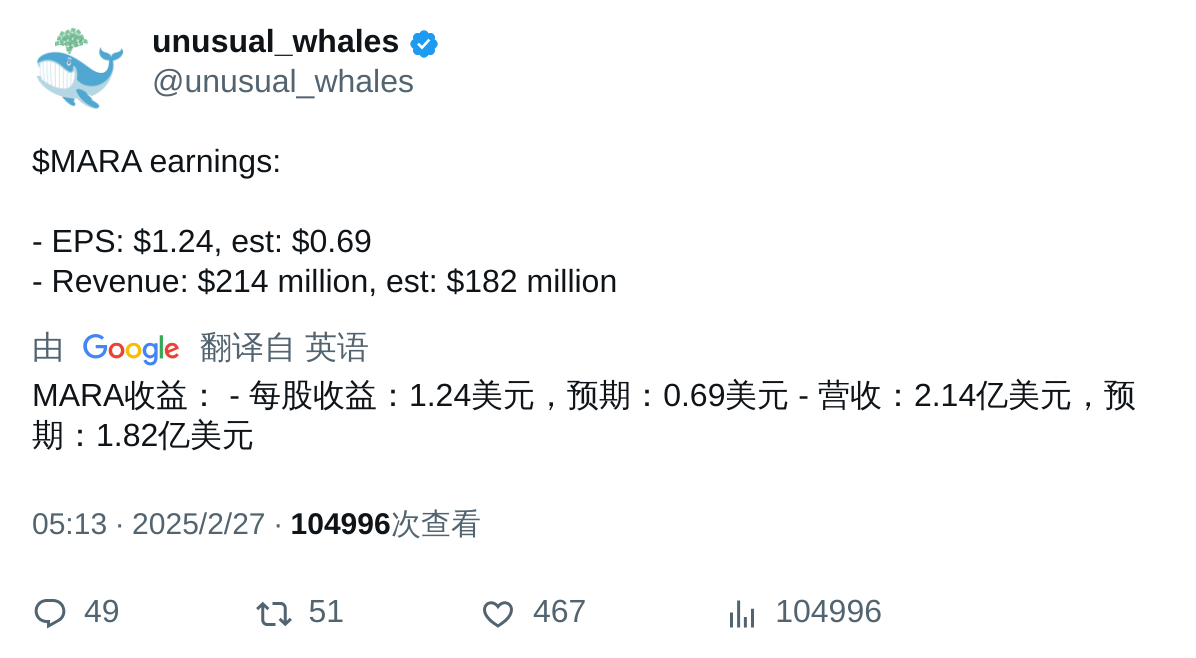 unusual_whales
@unusual_whales
$MARA earnings:
- EPS: $1.24, est: $0.69
- Revenue: $214 million, est: $182 million
由 Google 翻译自 英语
MARA收益： - 每股收益：1.24美元，预期：0.69美元 - 营收：2.14亿美元，预
期：1.82亿美元
05:13 · 2025/2/27 · 104996次查看
49 51 467 104996